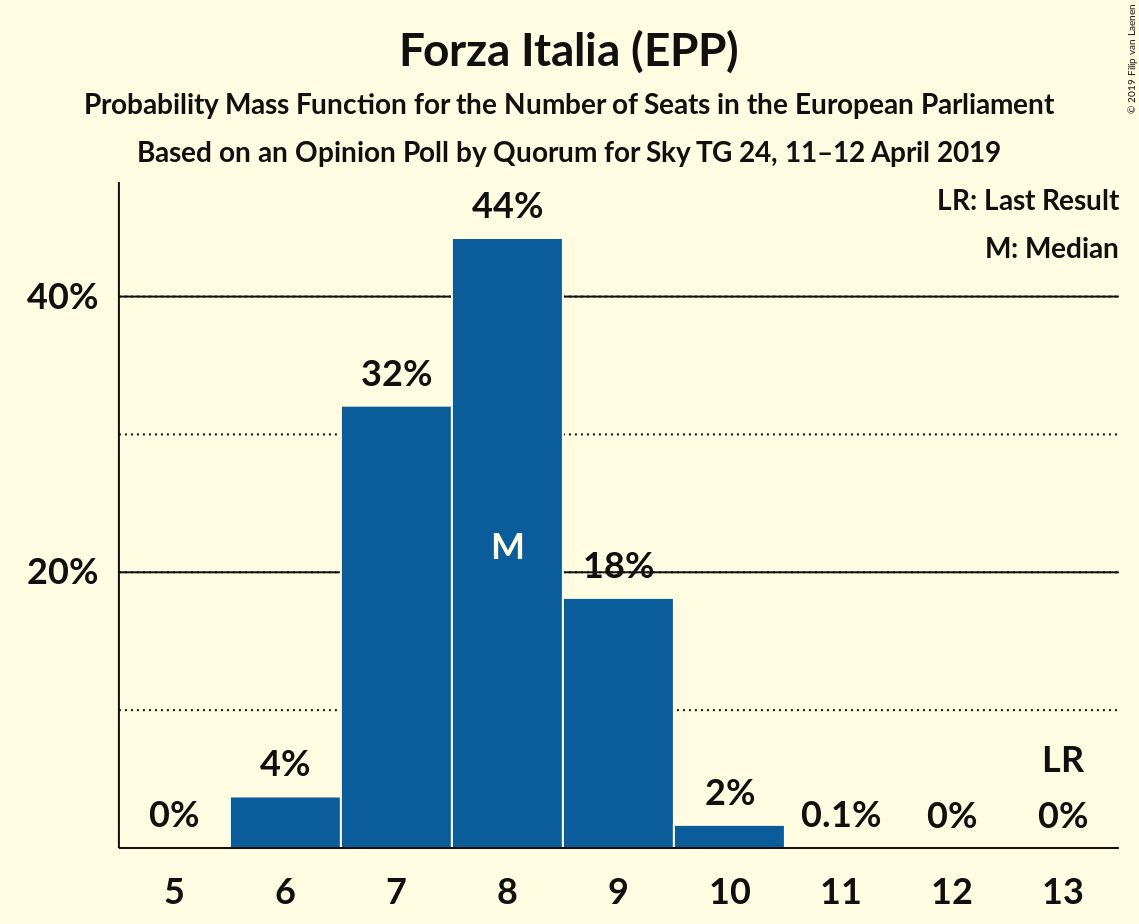 Forza Italia (EPP)
Probability Mass Function for the Number of Seats in the European Parliament
Based on an Opinion Poll by Quorum for Sky TG 24, 11–12 April 2019
© 2019 Filip van Laenen
LR: Last Result
M: Median
40%
20%
0%
4%
32%
44%
M
18%
2%
0.1%
0%
LR
0%
5 6 7 8 9 10 11 12 13